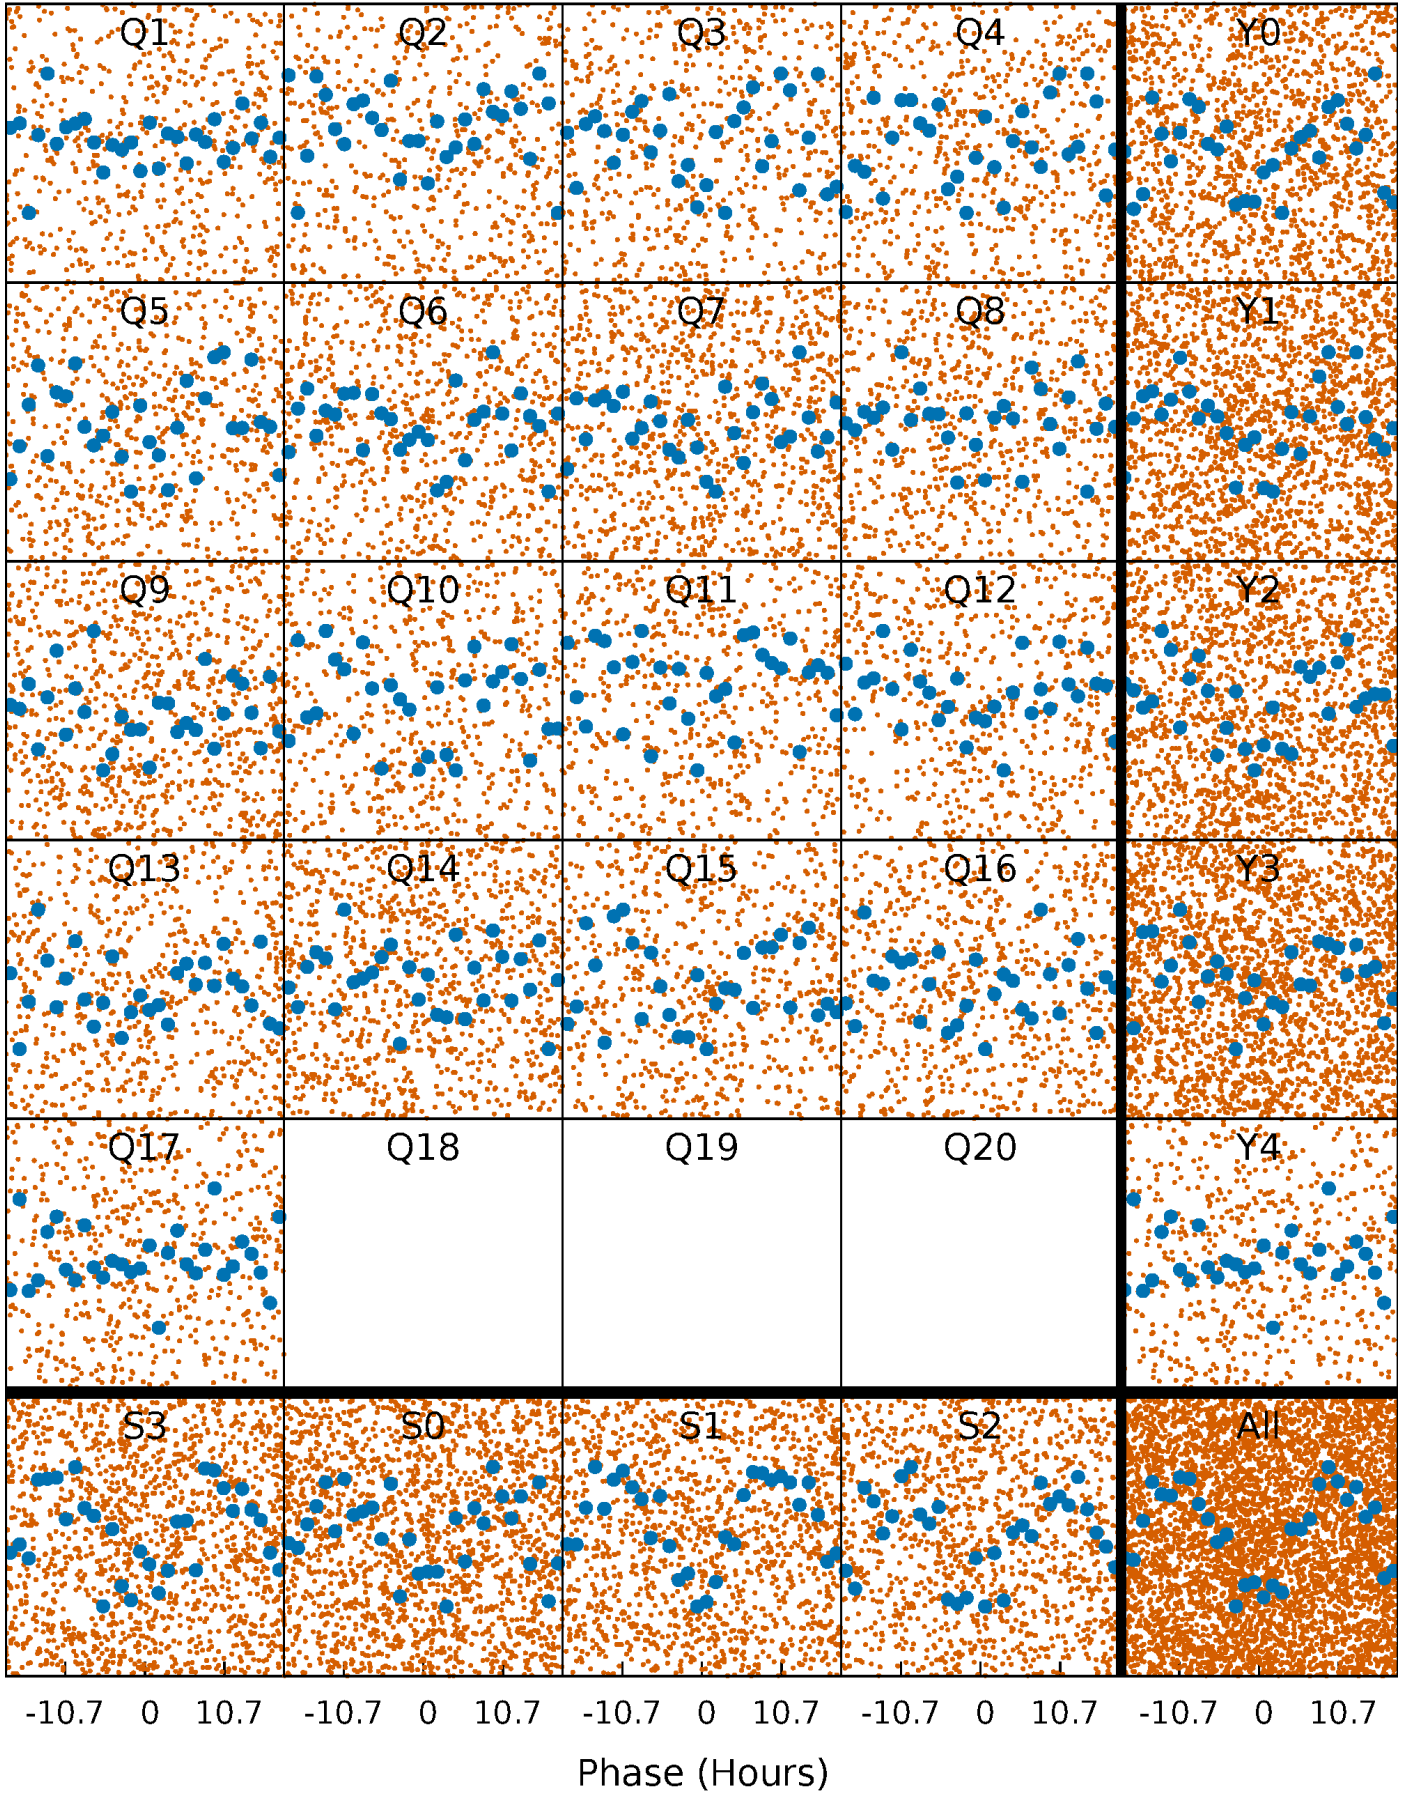 Q1 Q2 Q3 Q4 Y0
Q5 Q6 Q7 Q8 Y1
Q9 Q10 Q11 Q12 Y2
Q13 Q14 Q15 Q16 Y3
Q17 Q18 Q19 Q20 Y4
S3 S0 S1 S2 All
-10.7 0 10.7 -10.7 0 10.7 -10.7 0 10.7 -10.7 0 10.7 -10.7 0 10.7
Phase (Hours)